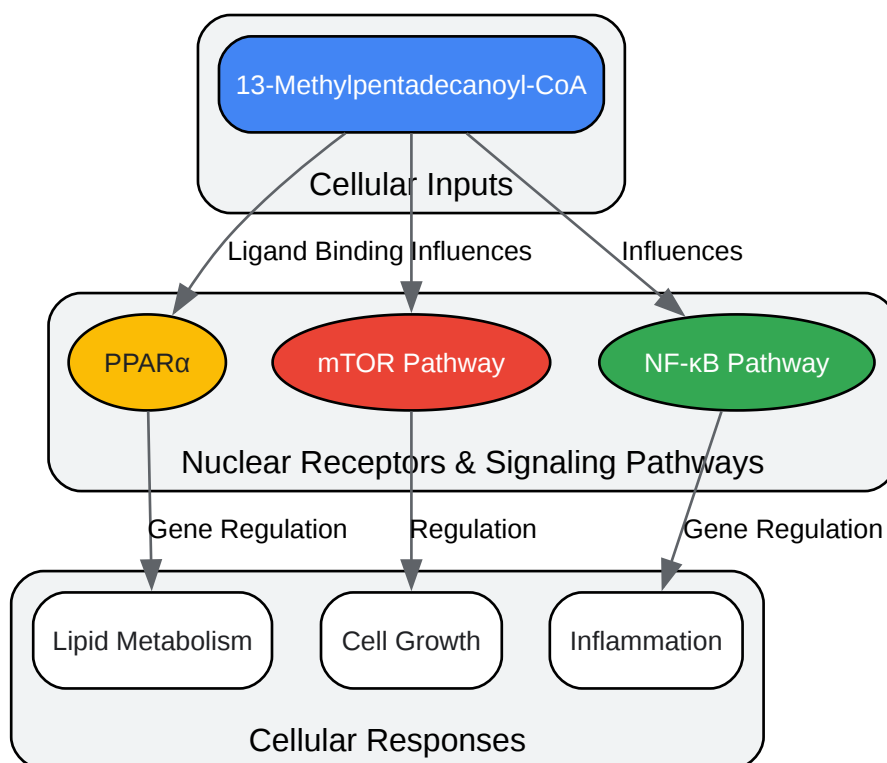 13-Methylpentadecanoyl-CoA
Cellular Inputs
Ligand Binding
Influences
Influences
PPARα
mTOR Pathway
NF-κB Pathway
Nuclear Receptors & Signaling Pathways
Gene Regulation
Regulation
Gene Regulation
Lipid Metabolism
Cell Growth
Inflammation
Cellular Responses